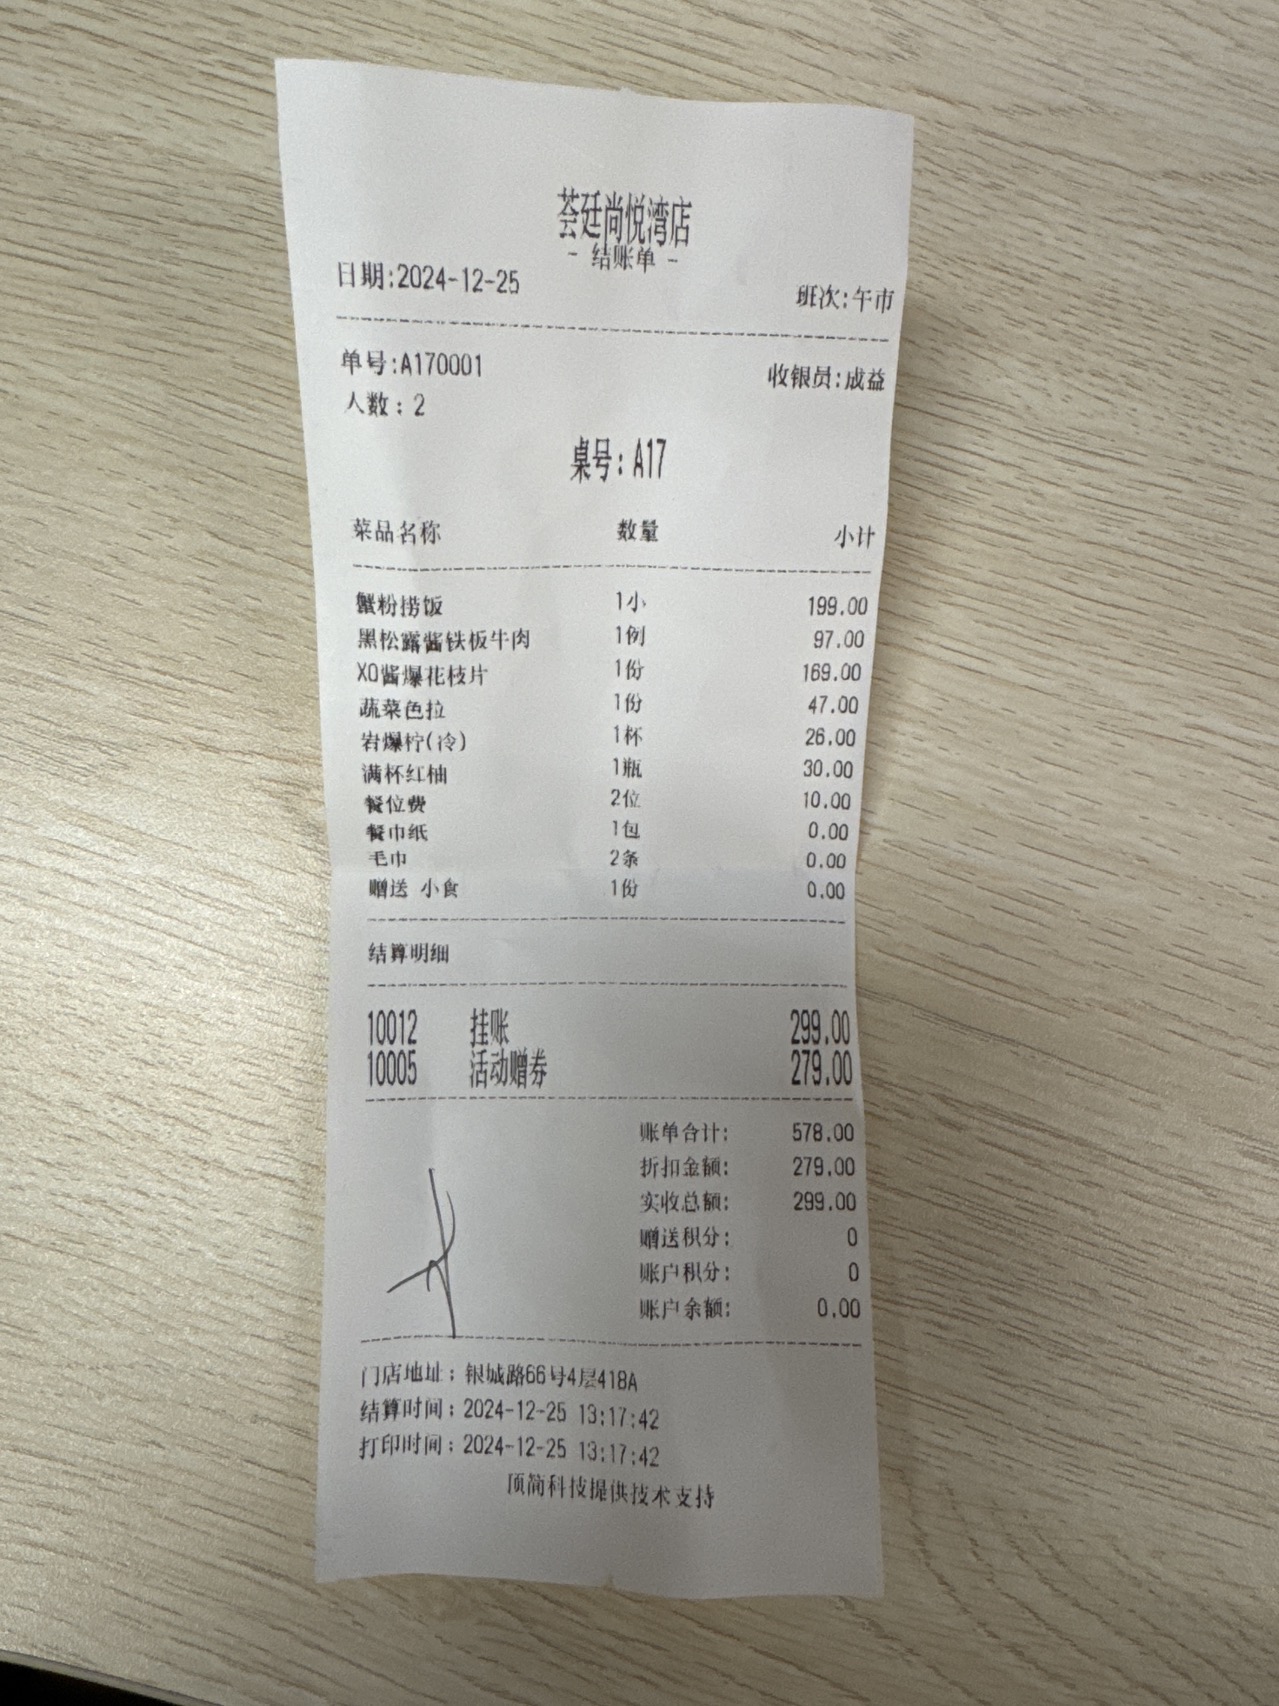 荟廷尚悦湾店
- 结账单 -
日期:2024-12-25 班次:午市
单号:A170001 收银员:成益
人数：2
桌号：A17
菜品名称 数量 小计
蟹粉捞饭 1小 199.00
黑松露酱铁板牛肉 1例 97.00
XO酱爆花枝片 1份 169.00
蔬菜色拉 1份 47.00
岩爆柠(冷) 1杯 26.00
满杯红柚 1瓶 30.00
餐位费 2位 10.00
餐巾纸 1包 0.00
毛巾 2条 0.00
赠送 小食 1份 0.00
结算明细
10012 挂账 299.00
10005 活动赠券 279.00
账单合计: 578.00
折扣金额: 279.00
实收总额: 299.00
赠送积分: 0
账户积分: 0
账户余额: 0.00
门店地址：银城路66号4层418A
结算时间：2024-12-25 13:17:42
打印时间：2024-12-25 13:17:42
顶简科技提供技术支持